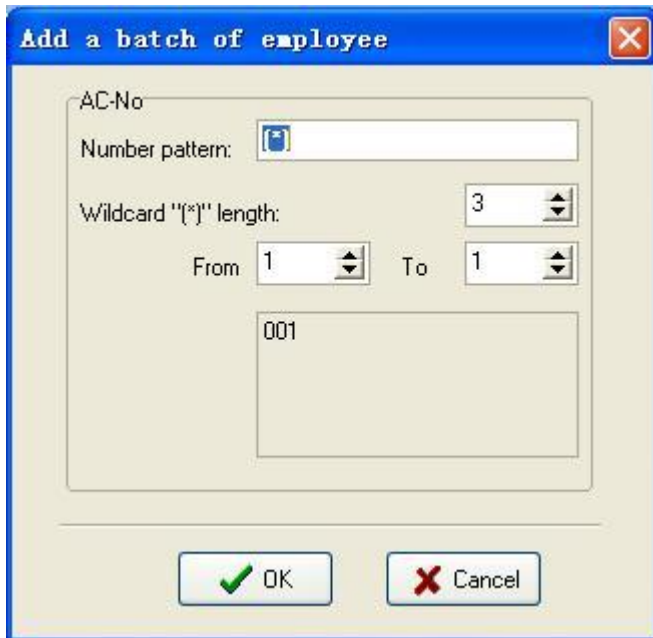 Add a batch of employee
AC-No
Number pattern: (*)
Wildcard "(*)" length: 3
From 1 To 1
001
OK Cancel